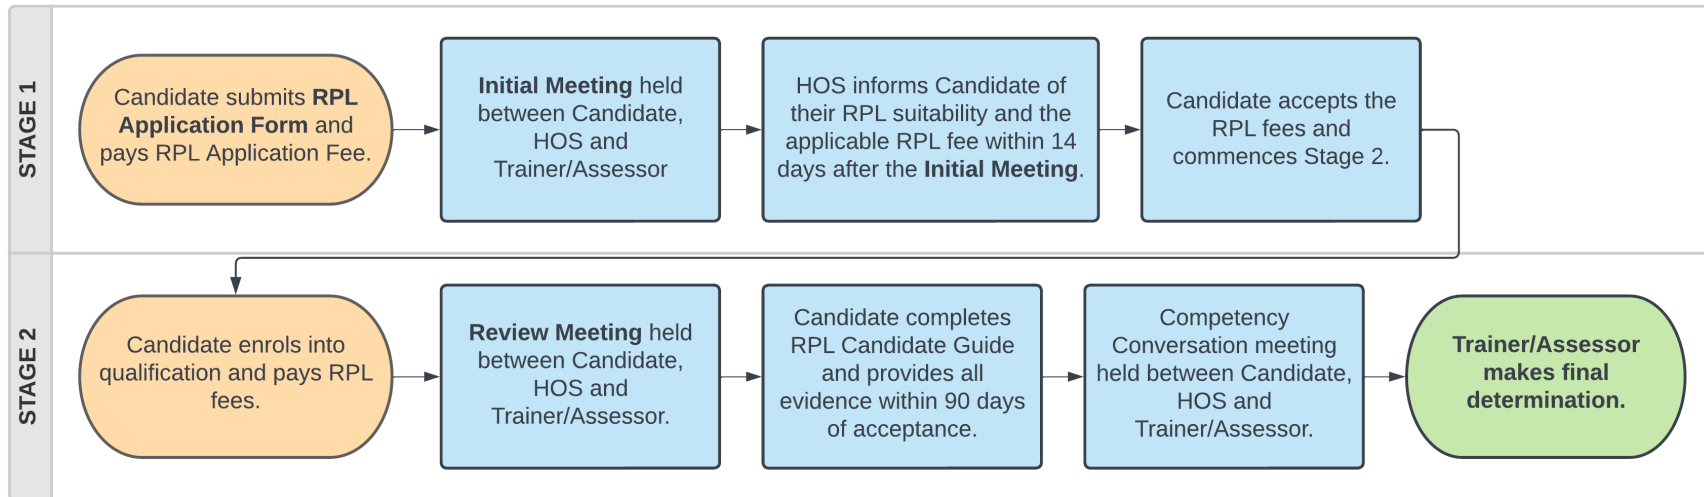 STAGE 1
Candidate submits RPL
Application Form and
pays RPL Application Fee.
Initial Meeting held
between Candidate,
HOS and
Trainer/Assessor
HOS informs Candidate of
their RPL suitability and the
applicable RPL fee within 14
days after the Initial Meeting.
Candidate accepts the
RPL fees and
commences Stage 2.
STAGE 2
Candidate enrols into
qualification and pays RPL
fees.
Review Meeting held
between Candidate,
HOS and
Trainer/Assessor.
Candidate completes
RPL Candidate Guide
and provides all
evidence within 90 days
of acceptance.
Competency
Conversation meeting
held between Candidate,
HOS and
Trainer/Assessor.
Trainer/Assessor
makes final
determination.